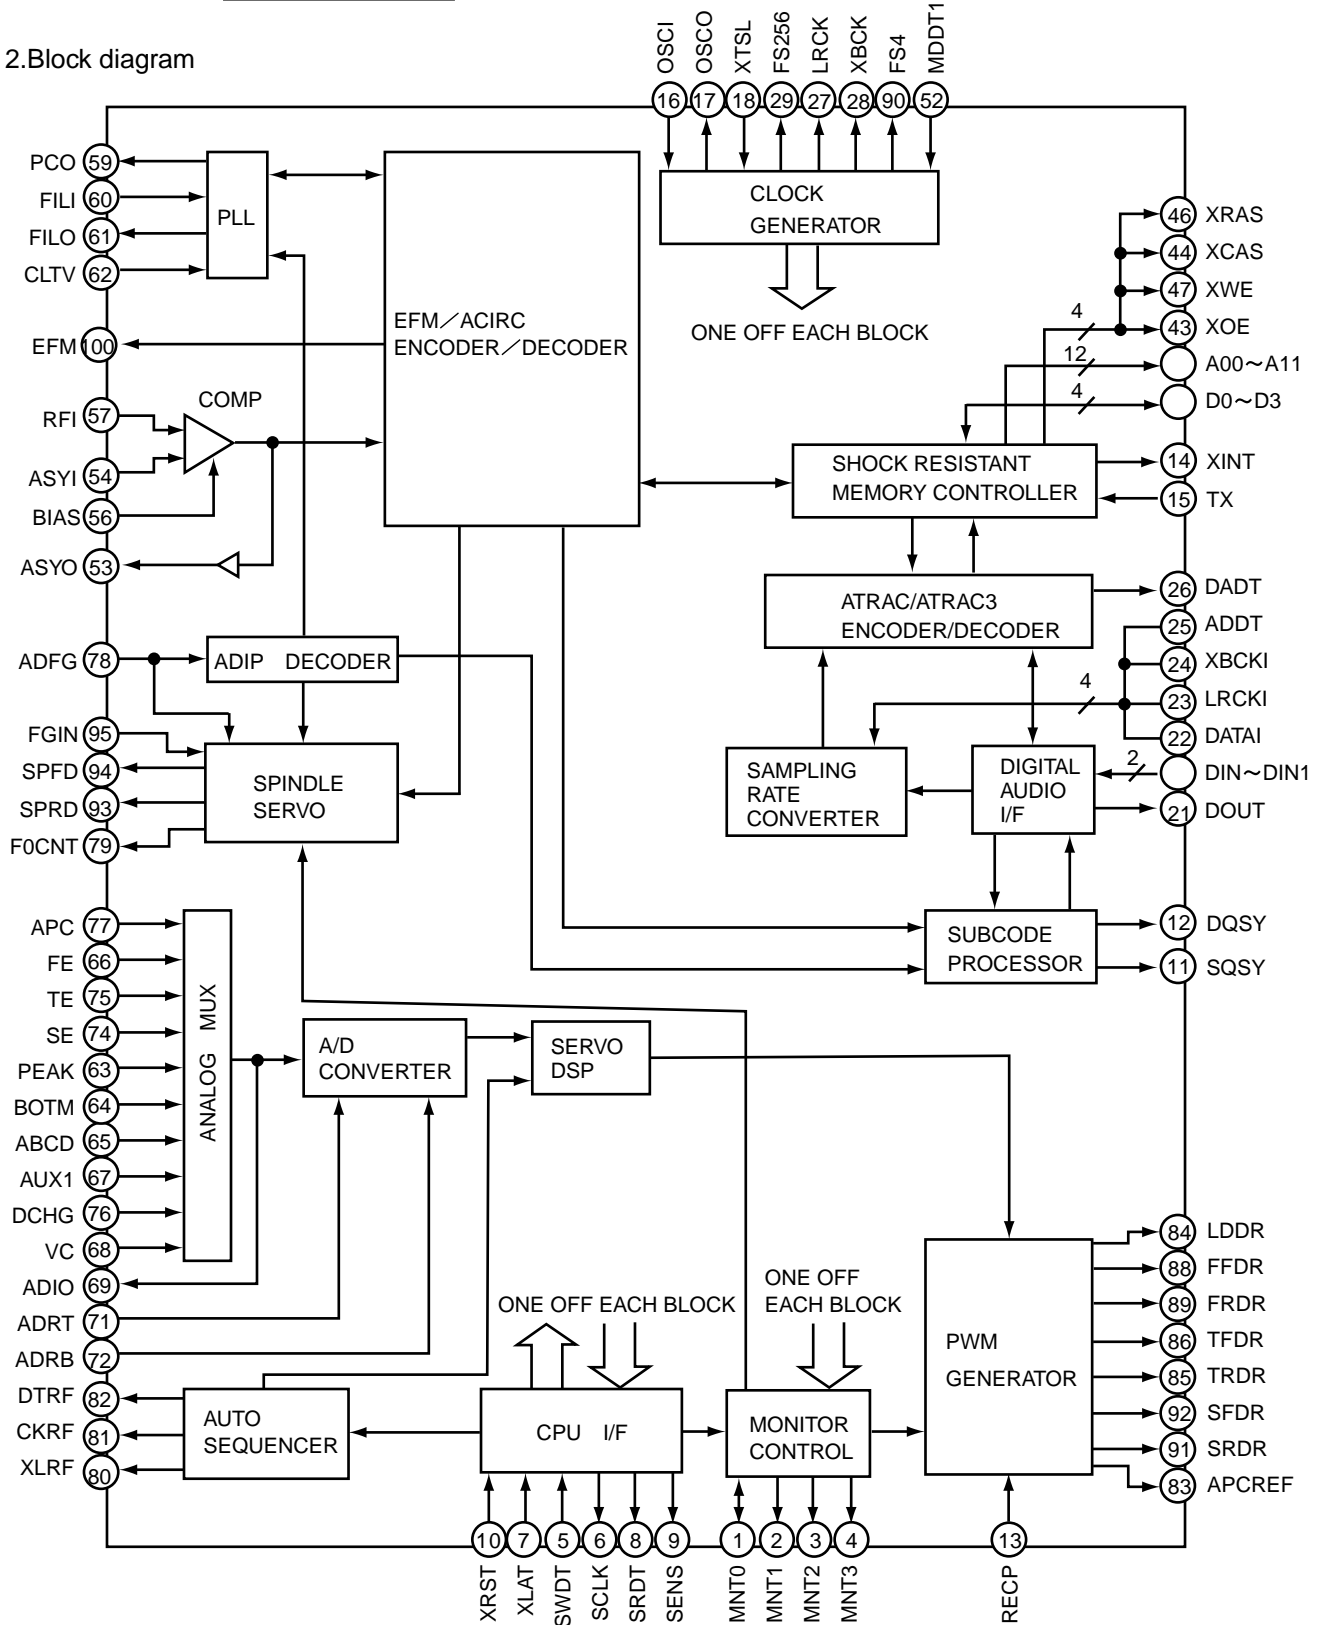 2.Block diagram
OSCI
OSCO
XTSL
FS256
LRCK
XBCK
FS4
MDDT1
16
17
18
29
27
28
90
52
CLOCK
GENERATOR
ONE OFF EACH BLOCK
PCO 59
FILI 60
FILO 61
CLTV 62
PLL
EFM 100
EFM／ACIRC
ENCODER／DECODER
COMP
RFI 57
ASYI 54
BIAS 56
ASYO 53
46 XRAS
44 XCAS
47 XWE
4
43 XOE
12
A00～A11
4
D0～D3
SHOCK RESISTANT
MEMORY CONTROLLER
14 XINT
15 TX
ATRAC/ATRAC3
ENCODER/DECODER
26 DADT
25 ADDT
24 XBCKI
4
23 LRCKI
22 DATAI
2
DIN～DIN1
21 DOUT
ADFG 78
ADIP DECODER
FGIN 95
SPFD 94
SPRD 93
F0CNT 79
SPINDLE
SERVO
SAMPLING
RATE
CONVERTER
DIGITAL
AUDIO
I/F
SUBCODE
PROCESSOR
12 DQSY
11 SQSY
APC 77
FE 66
TE 75
SE 74
PEAK 63
BOTM 64
ABCD 65
AUX1 67
DCHG 76
VC 68
ADIO 69
ADRT 71
ADRB 72
ANALOG MUX
A/D
CONVERTER
SERVO
DSP
DTRF 82
CKRF 81
XLRF 80
AUTO
SEQUENCER
ONE OFF EACH BLOCK
CPU I/F
ONE OFF
EACH BLOCK
MONITOR
CONTROL
PWM
GENERATOR
84 LDDR
88 FFDR
89 FRDR
86 TFDR
85 TRDR
92 SFDR
91 SRDR
83 APCREF
10
7
5
6
8
9
1
2
3
4
13
XRST
XLAT
SWDT
SCLK
SRDT
SENS
MNT0
MNT1
MNT2
MNT3
RECP